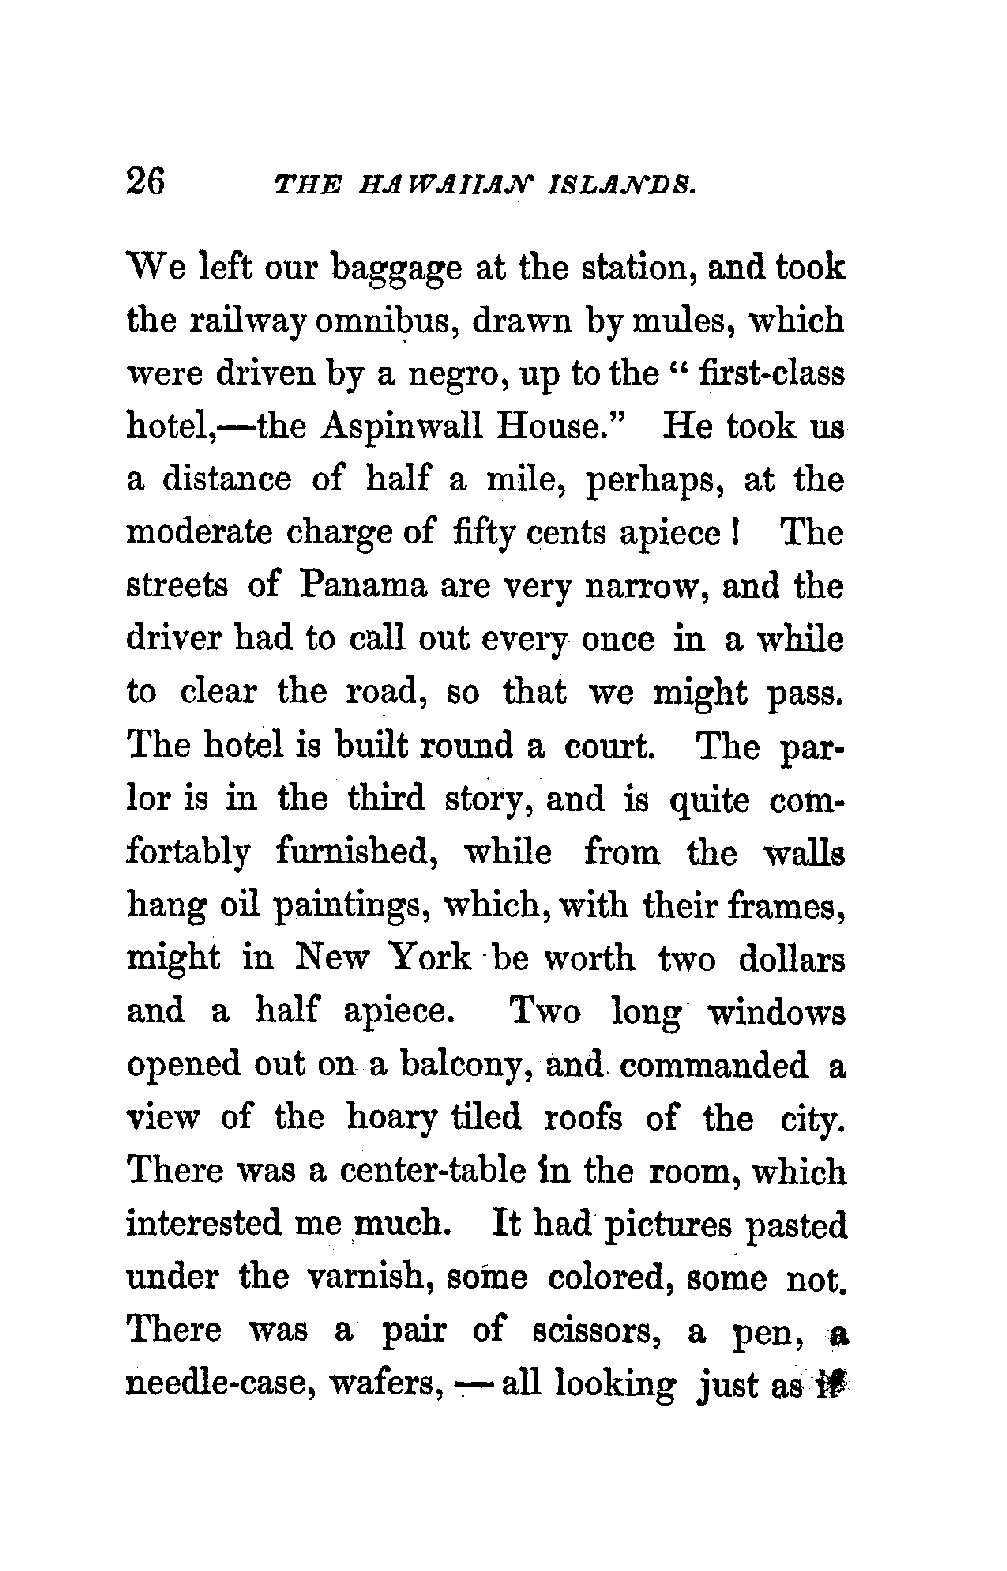 26 THE HAWAIIAN ISLANDS.
We left our baggage at the station, and took
the railway omnibus, drawn by mules, which
were driven by a negro, up to the “ first-class
hotel,—the Aspinwall House.” He took us
a distance of half a mile, perhaps, at the
moderate charge of fifty cents apiece ! The
streets of Panama are very narrow, and the
driver had to call out every once in a while
to clear the road, so that we might pass.
The hotel is built round a court. The par-
lor is in the third story, and is quite com-
fortably furnished, while from the walls
hang oil paintings, which, with their frames,
might in New York be worth two dollars
and a half apiece. Two long windows
opened out on a balcony, and commanded a
view of the hoary tiled roofs of the city.
There was a center-table in the room, which
interested me much. It had pictures pasted
under the varnish, some colored, some not.
There was a pair of scissors, a pen, a
needle-case, wafers, — all looking just as if